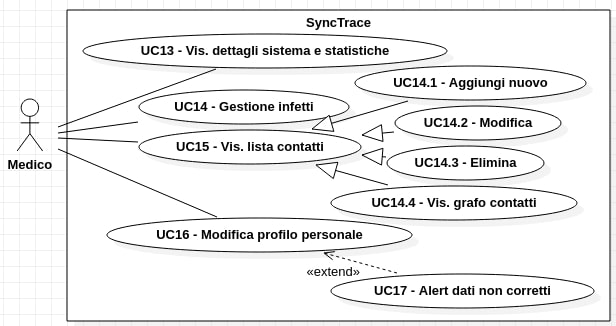 SyncTrace
UC13 - Vis. dettagli sistema e statistiche
UC14.1 - Aggiungi nuovo
UC14 - Gestione infetti
UC14.2 - Modifica
UC15 - Vis. lista contatti
UC14.3 - Elimina
Medico
UC14.4 - Vis. grafo contatti
UC16 - Modifica profilo personale
«extend»
UC17 - Alert dati non corretti